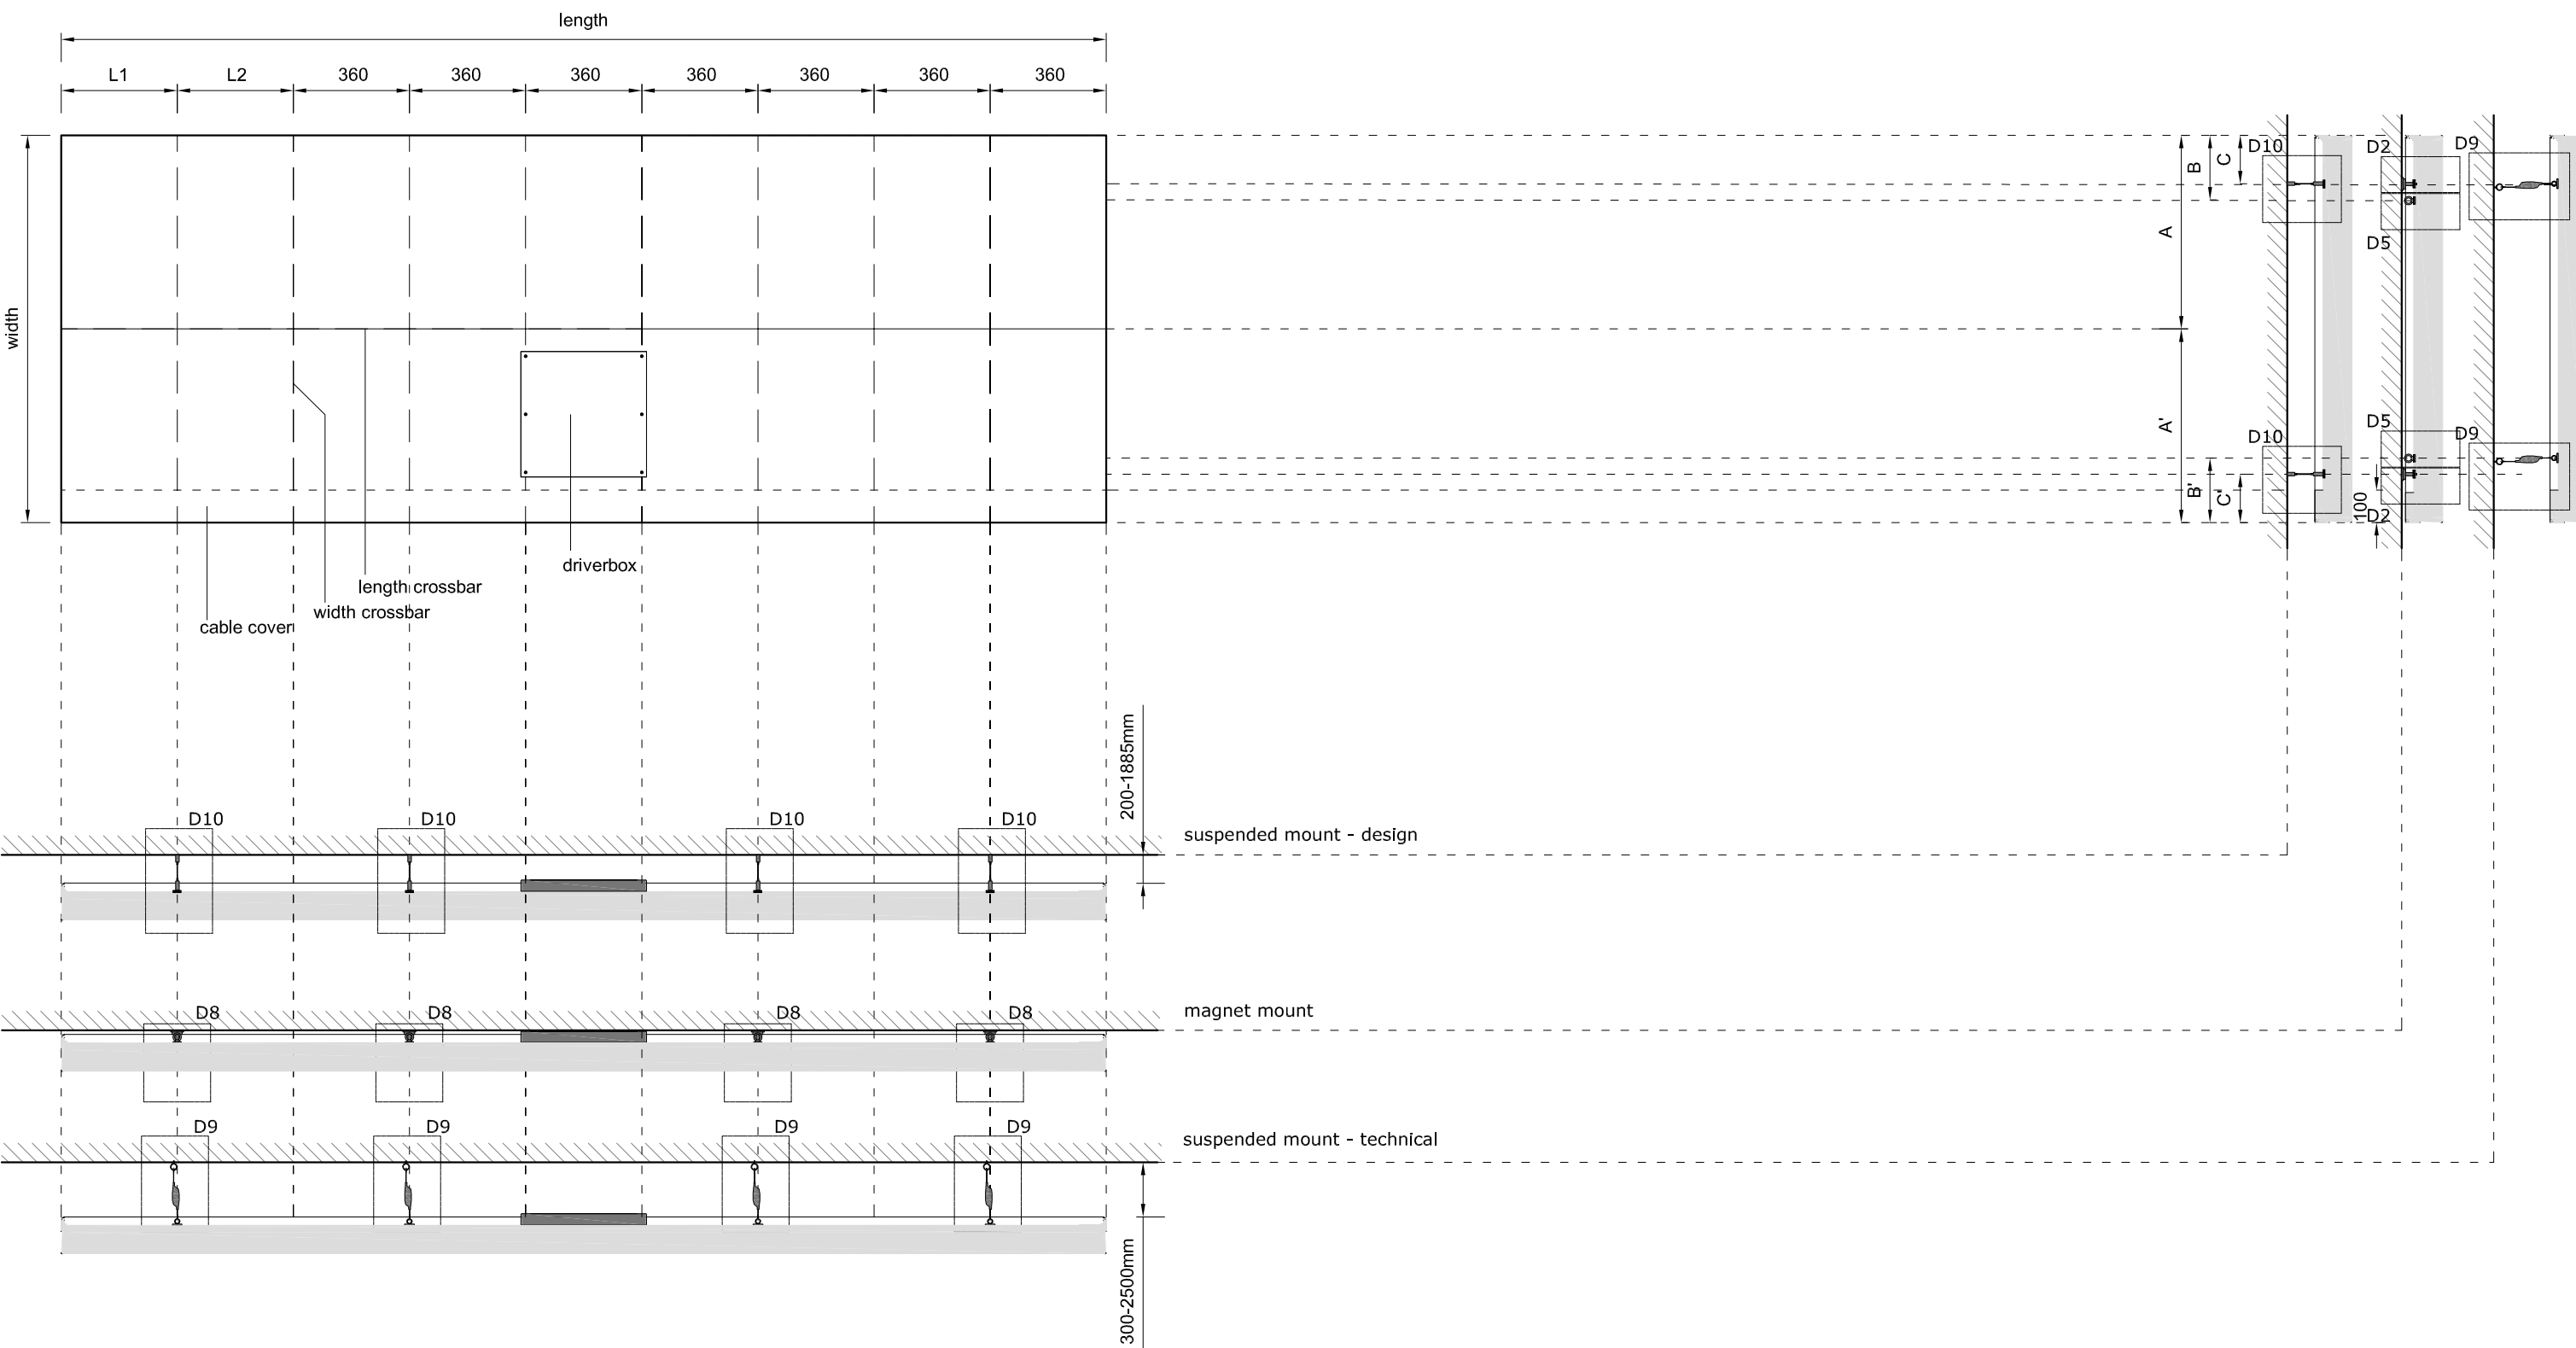 length
L1 L2 360 360 360 360 360 360 360
width
D10 D2 D9
B C
A
D5
A'
D10 D5 D9
B' C' 100
D2
driverbox
length crossbar
width crossbar
cable cover
200-1885mm
D10 D10 D10 D10
suspended mount - design
D8 D8 D8 D8
magnet mount
D9 D9 D9 D9
suspended mount - technical
300-2500mm